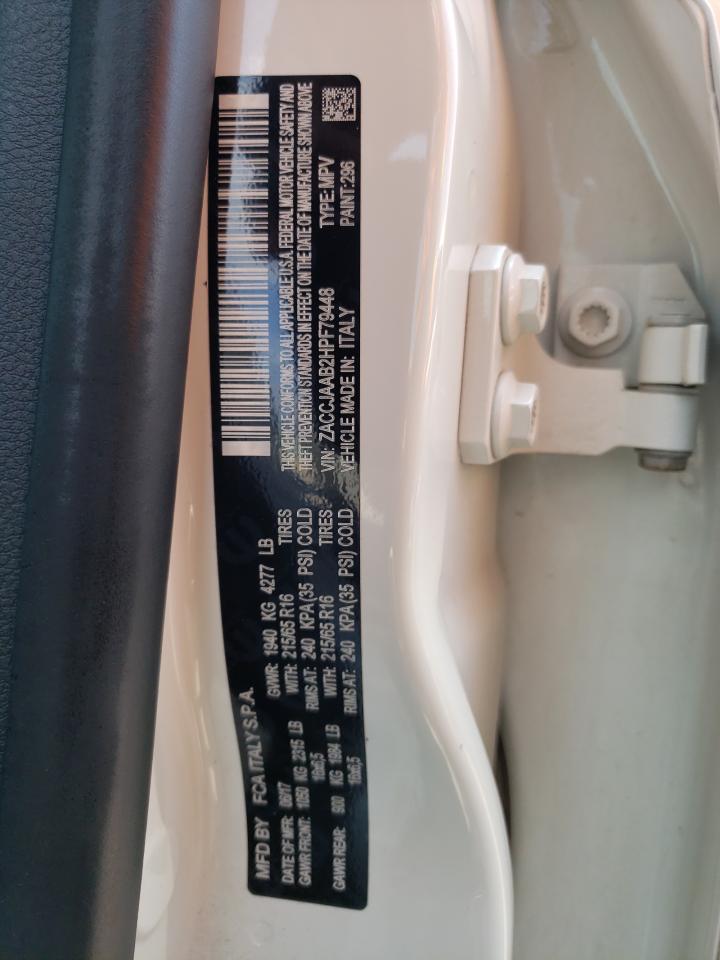 MFD BY FCA ITALY S.P.A.
DATE OF MFR: 06/17 GVWR: 1940 KG 4277 LB
GAWR FRONT: 1050 KG 2315 LB WITH: 215/65 R16 TIRES
16x6,5 RIMS AT: 240 KPA(35 PSI) COLD
GAWR REAR: 900 KG 1984 LB WITH: 215/65 R16 TIRES
16x6,5 RIMS AT: 240 KPA(35 PSI) COLD
THIS VEHICLE CONFORMS TO ALL APPLICABLE U.S.A. FEDERAL MOTOR VEHICLE SAFETY AND
THEFT PREVENTION STANDARDS IN EFFECT ON THE DATE OF MANUFACTURE SHOWN ABOVE
VIN: ZACCJAAB2HPF79448 TYPE: MPV
VEHICLE MADE IN: ITALY PAINT: 296